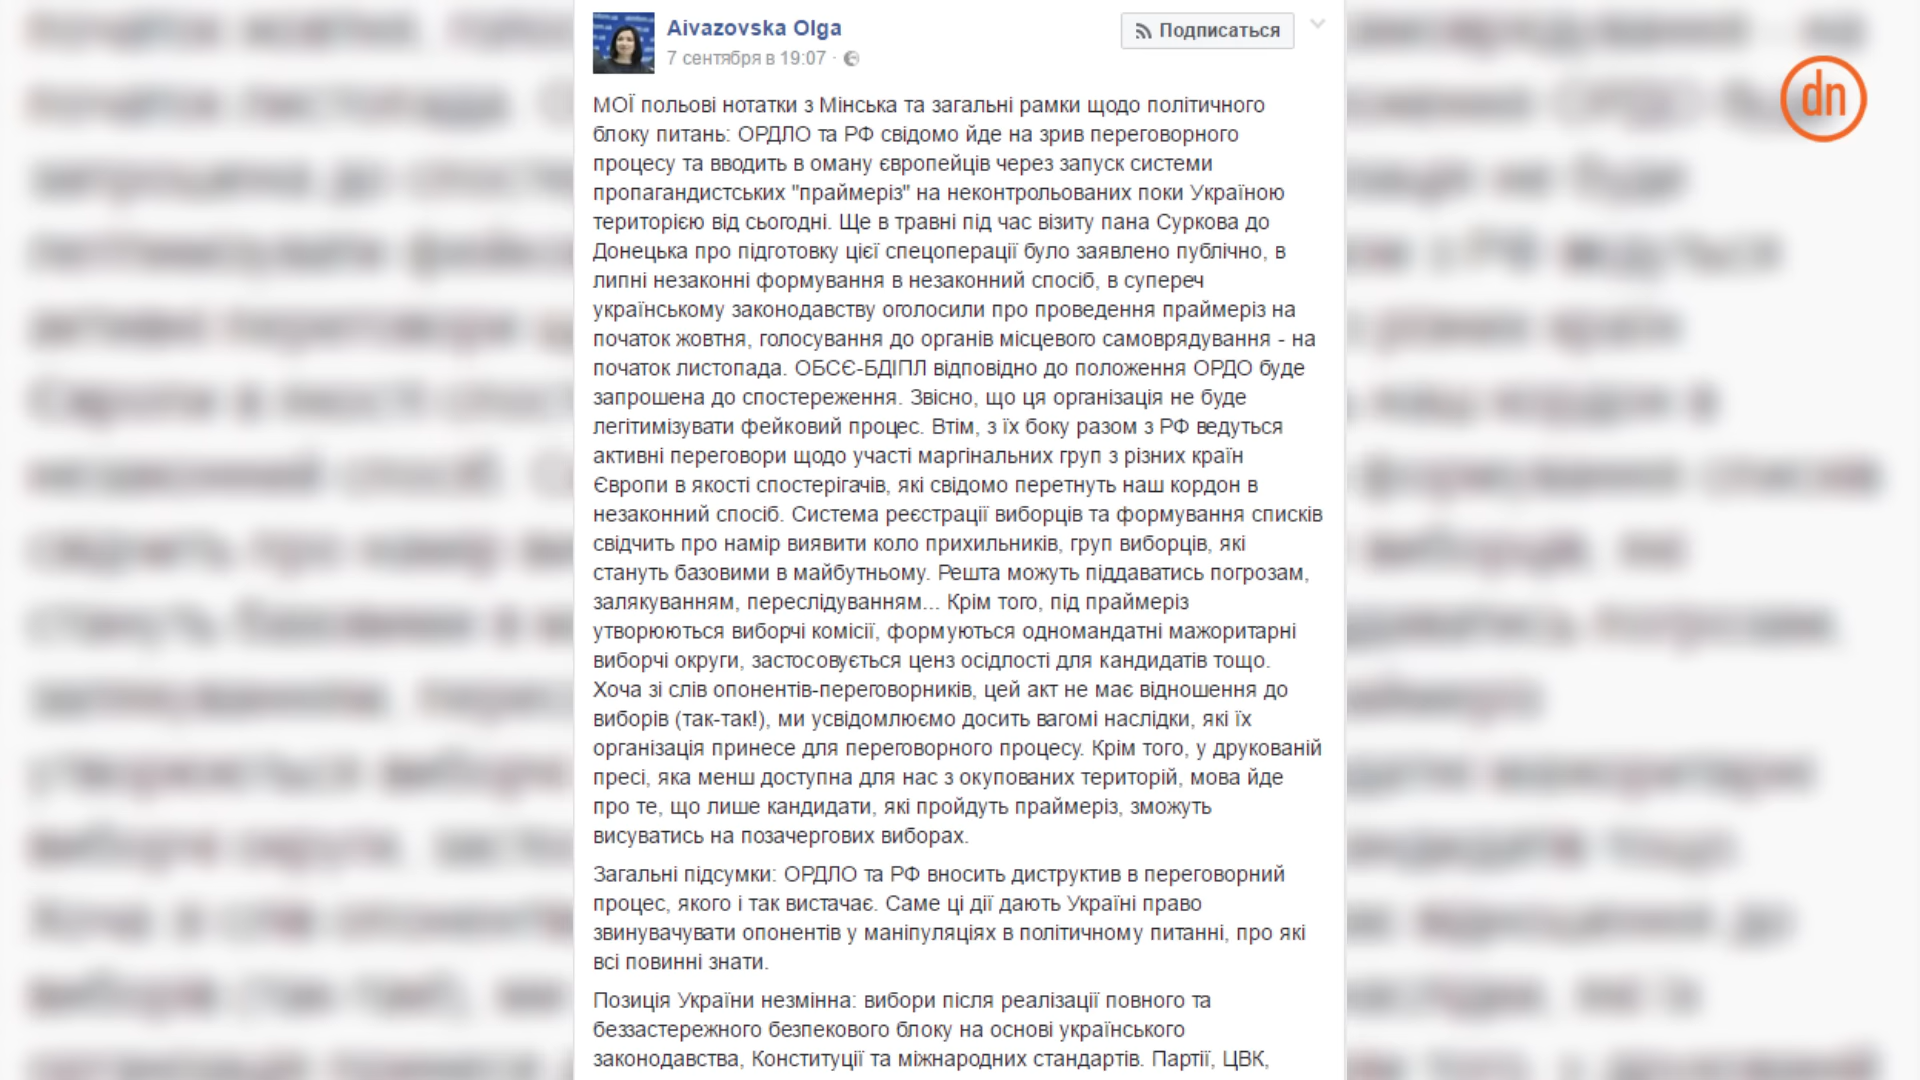 Aivazovska Olga
Подписаться
7 сентября в 19:07 ·
dn
МОЇ польові нотатки з Мінська та загальні рамки щодо політичного
блоку питань: ОРДЛО та РФ свідомо йде на зрив переговорного
процесу та вводить в оману європейців через запуск системи
пропагандистських "праймеріз" на неконтрольованих поки Україною
територією від сьогодні. Ще в травні під час візиту пана Суркова до
Донецька про підготовку цієї спецоперації було заявлено публічно, в
липні незаконні формування в незаконний спосіб, в супереч
українському законодавству оголосили про проведення праймеріз на
початок жовтня, голосування до органів місцевого самоврядування - на
початок листопада. ОБСЄ-БДІПЛ відповідно до положення ОРДО буде
запрошена до спостереження. Звісно, що ця організація не буде
легітимізувати фейковий процес. Втім, з їх боку разом з РФ ведуться
активні переговори щодо участі маргінальних груп з різних країн
Європи в якості спостерігачів, які свідомо перетнуть наш кордон в
незаконний спосіб. Система реєстрації виборців та формування списків
свідчить про намір виявити коло прихильників, груп виборців, які
стануть базовими в майбутньому. Решта можуть піддаватись погрозам,
залякуванням, переслідуванням... Крім того, під праймеріз
утворюються виборчі комісії, формуються одномандатні мажоритарні
виборчі округи, застосовується ценз осідлості для кандидатів тощо.
Хоча зі слів опонентів-переговорників, цей акт не має відношення до
виборів (так-так!), ми усвідомлюємо досить вагомі наслідки, які їх
організація принесе для переговорного процесу. Крім того, у друкованій
пресі, яка менш доступна для нас з окупованих територій, мова йде
про те, що лише кандидати, які пройдуть праймеріз, зможуть
висуватись на позачергових виборах.
Загальні підсумки: ОРДЛО та РФ вносить диструктив в переговорний
процес, якого і так вистачає. Саме ці дії дають Україні право
звинувачувати опонентів у маніпуляціях в політичному питанні, про які
всі повинні знати.
Позиція України незмінна: вибори після реалізації повного та
беззастережного безпекового блоку на основі українського
законодавства, Конституції та міжнародних стандартів. Партії, ЦВК,